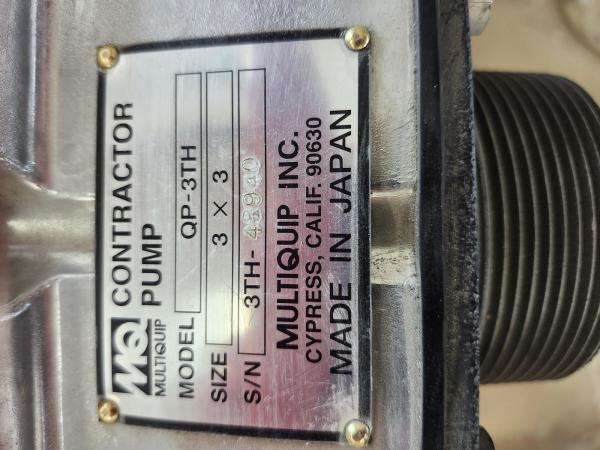 MQ CONTRACTOR
MULTIQUIP PUMP
MODEL QP-3TH
SIZE 3 × 3
S/N 3TH-
MULTIQUIP INC.
CYPRESS, CALIF. 90630
MADE IN JAPAN